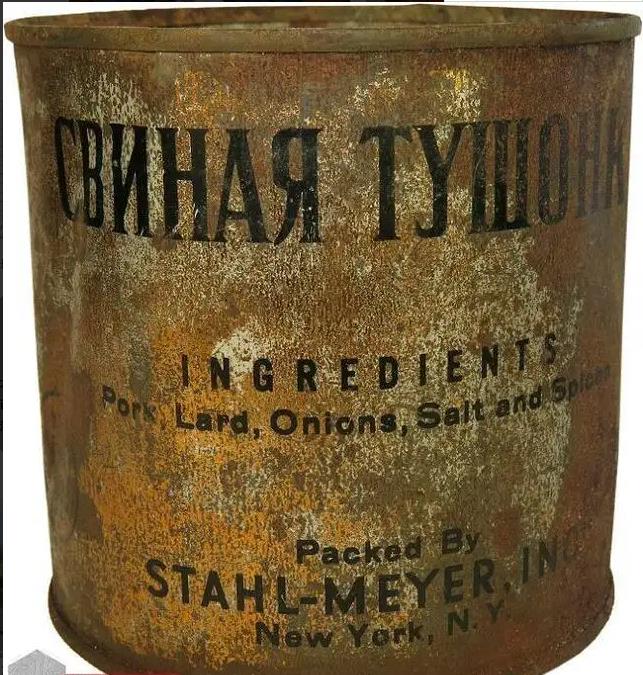 СВИНАЯ ТУШОНК
INGREDIENTS
Pork, Lard, Onions, Salt and Spices
Packed By
STAHL-MEYER, INC.
New York, N. Y.